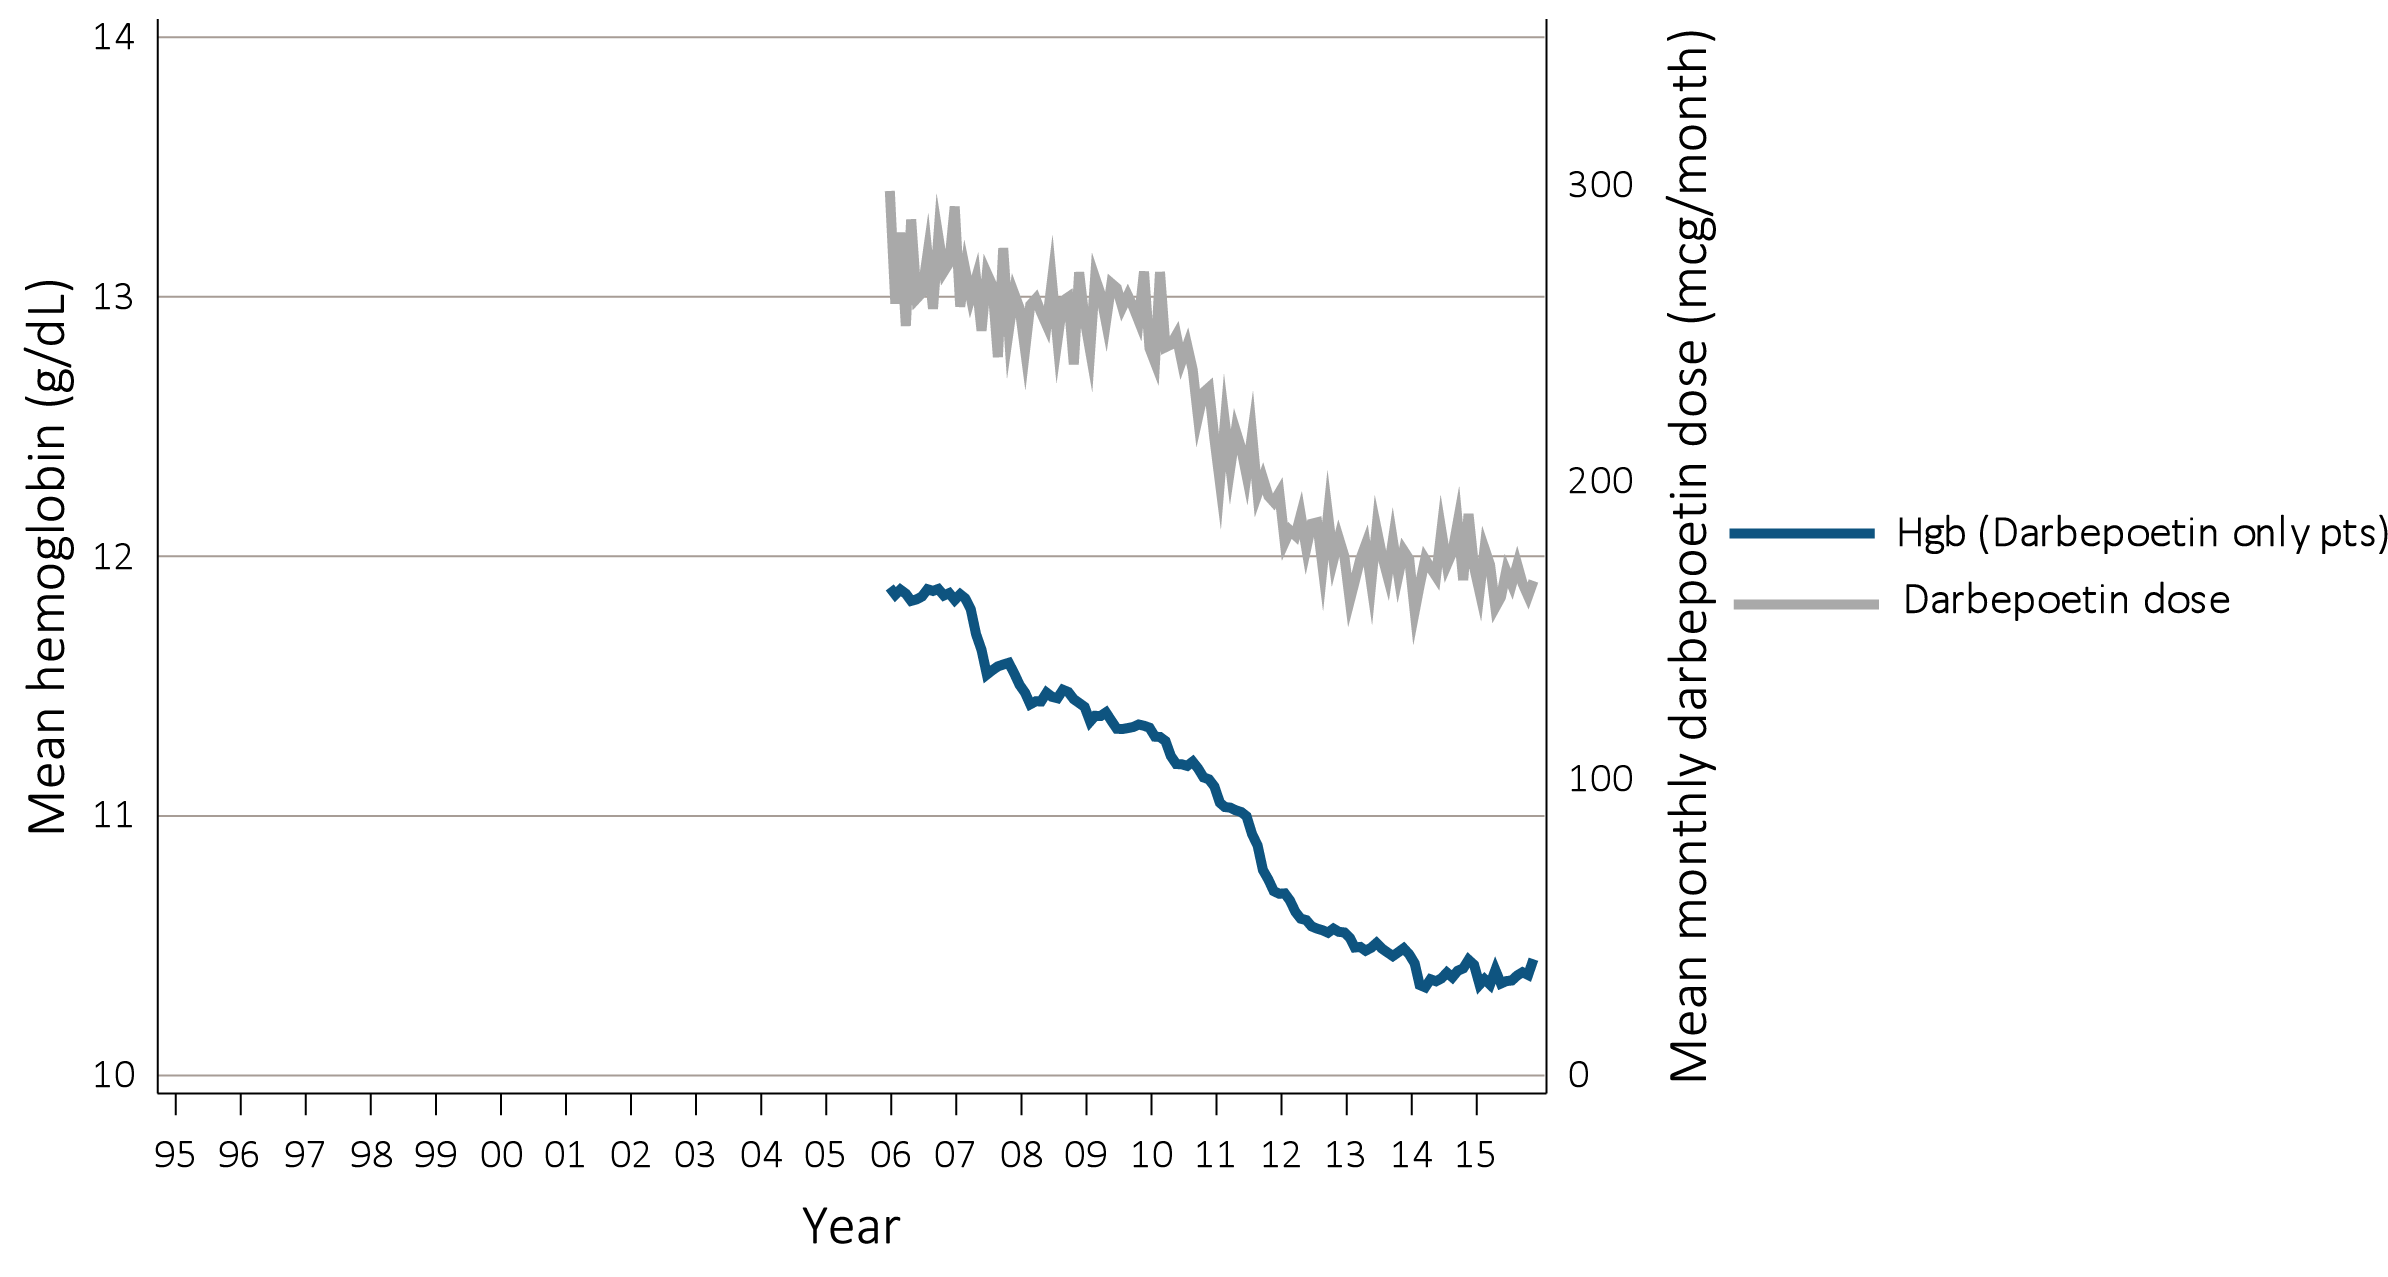 14
13
12
11
10
Mean hemoglobin (g/dL)
300
200
100
0
Mean monthly darbepoetin dose (mcg/month)
Hgb (Darbepoetin only pts)
Darbepoetin dose
95 96 97 98 99 00 01 02 03 04 05 06 07 08 09 10 11 12 13 14 15
Year